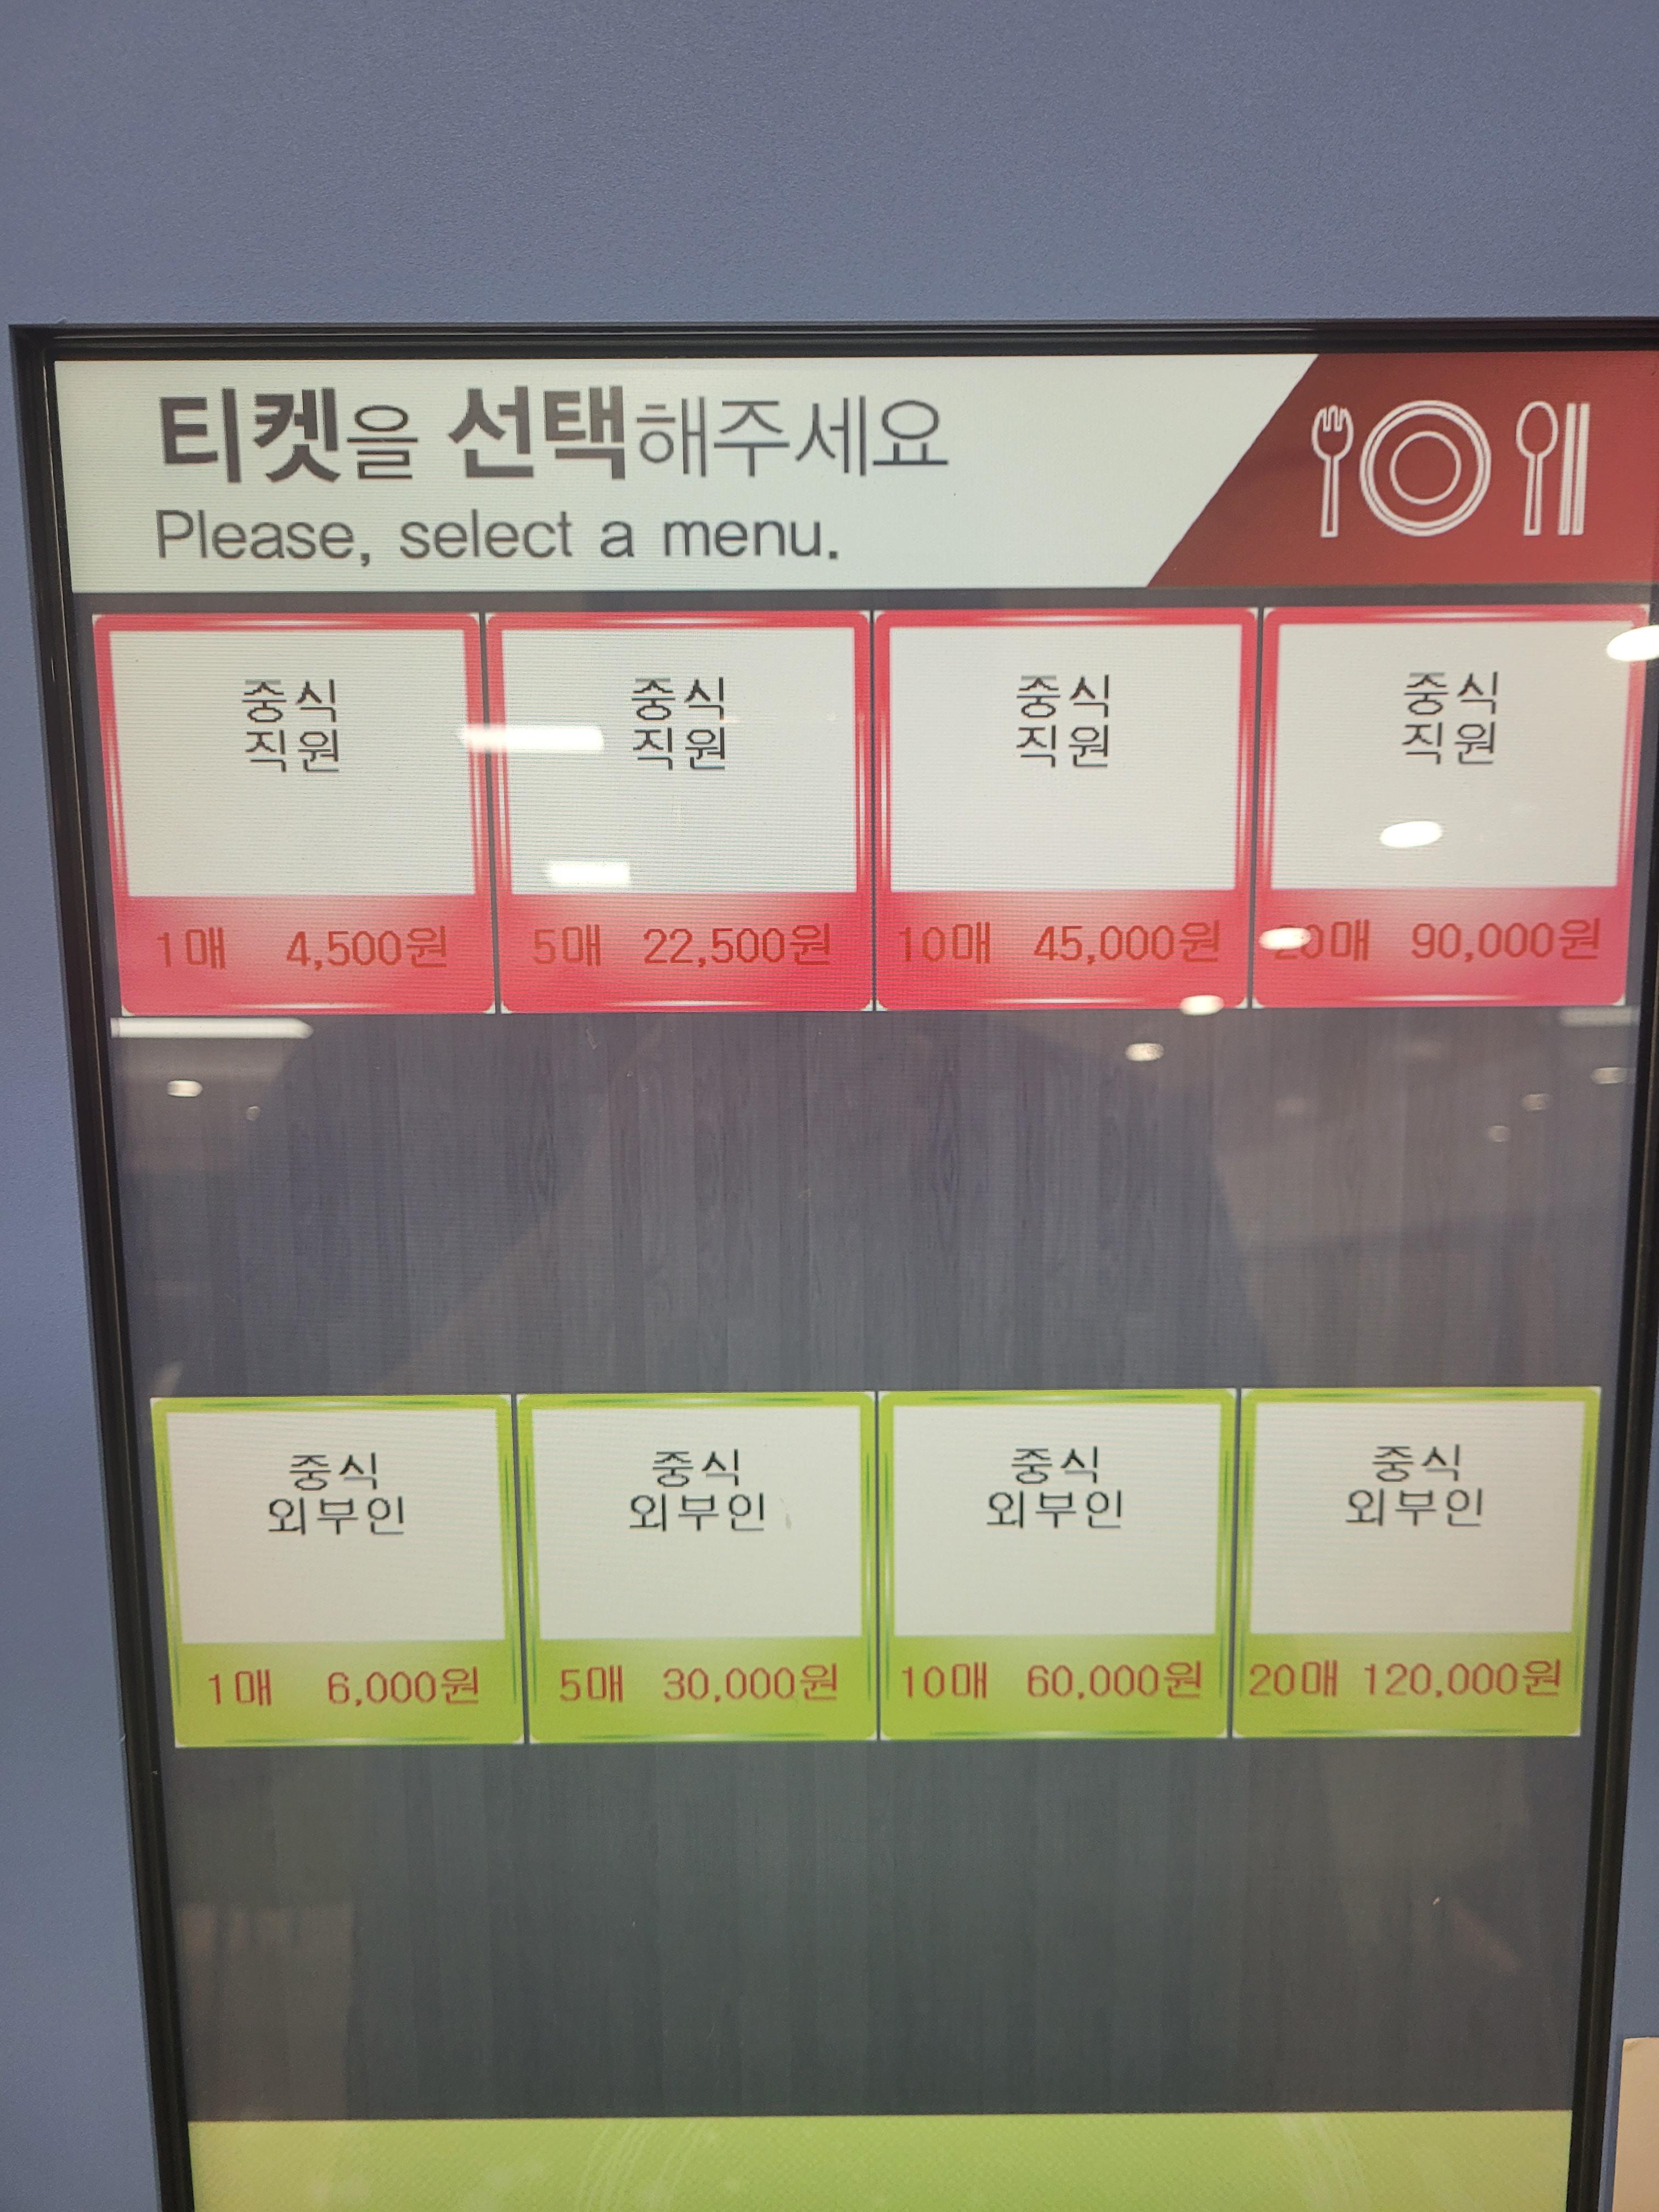 티켓을 선택해주세요
Please, select a menu.
중식
직원
1매 4,500원
중식
직원
5매 22,500원
중식
직원
10매 45,000원
중식
직원
20매 90,000원
중식
외부인
1매 6,000원
중식
외부인
5매 30,000원
중식
외부인
10매 60,000원
중식
외부인
20매 120,000원